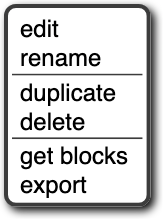 edit
rename
duplicate
delete
get blocks
export